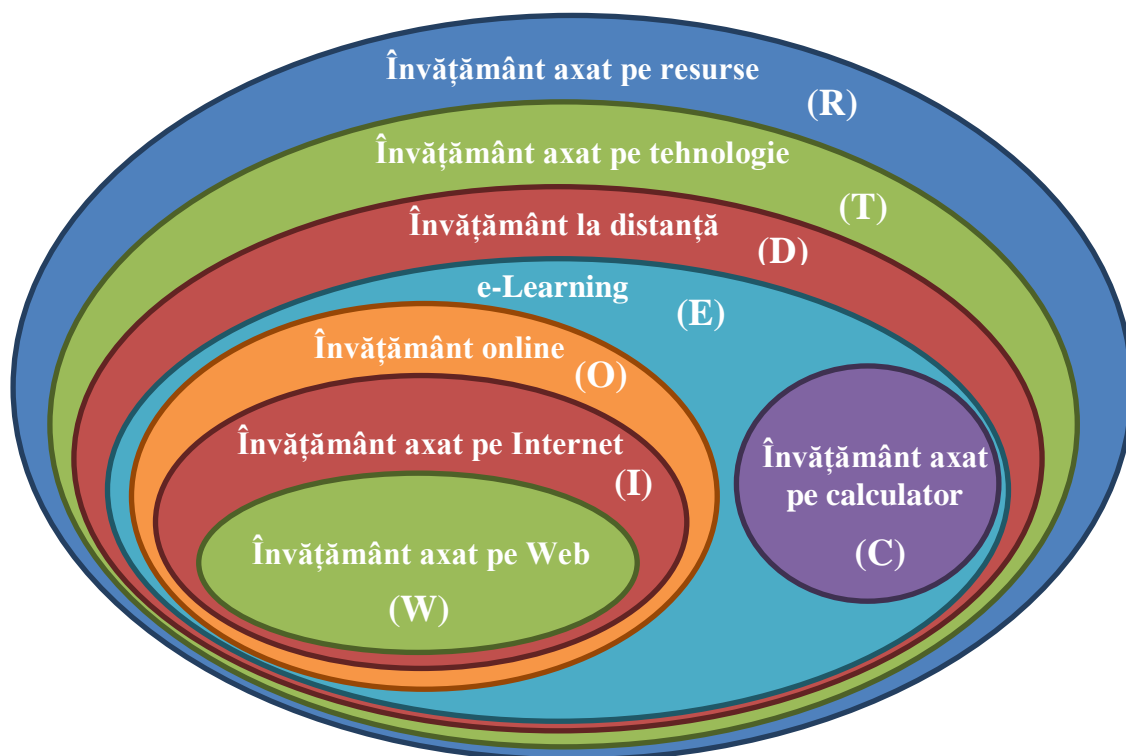 Învățământ axat pe resurse
(R)
Învățământ axat pe tehnologie
(T)
Învățământ la distanță
(D)
e-Learning
(E)
Învățământ online
(O)
Învățământ axat pe Internet
(I)
Învățământ axat pe Web
(W)
Învățământ axat
pe calculator
(C)